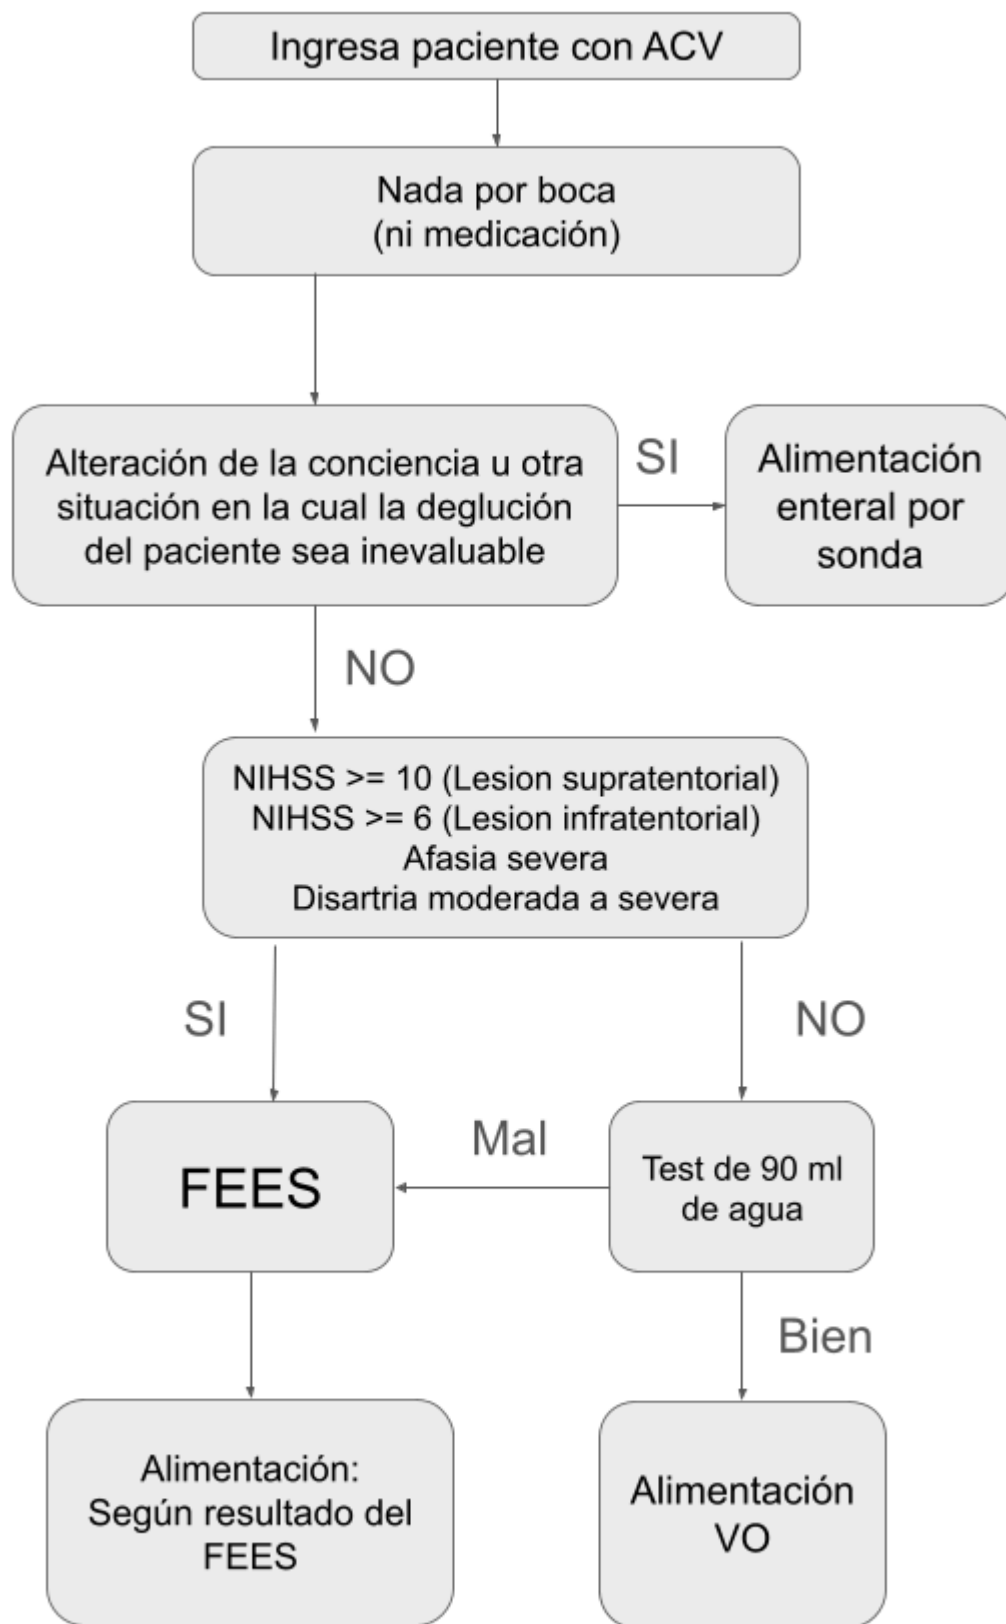 Ingresa paciente con ACV
Nada por boca
(ni medicación)
Alteración de la conciencia u otra
situación en la cual la deglución
del paciente sea inevaluable
SI
Alimentación
enteral por
sonda
NO
NIHSS >= 10 (Lesion supratentorial)
NIHSS >= 6 (Lesion infratentorial)
Afasia severa
Disartria moderada a severa
SI
NO
FEES
Mal
Test de 90 ml
de agua
Bien
Alimentación:
Según resultado del
FEES
Alimentación
VO